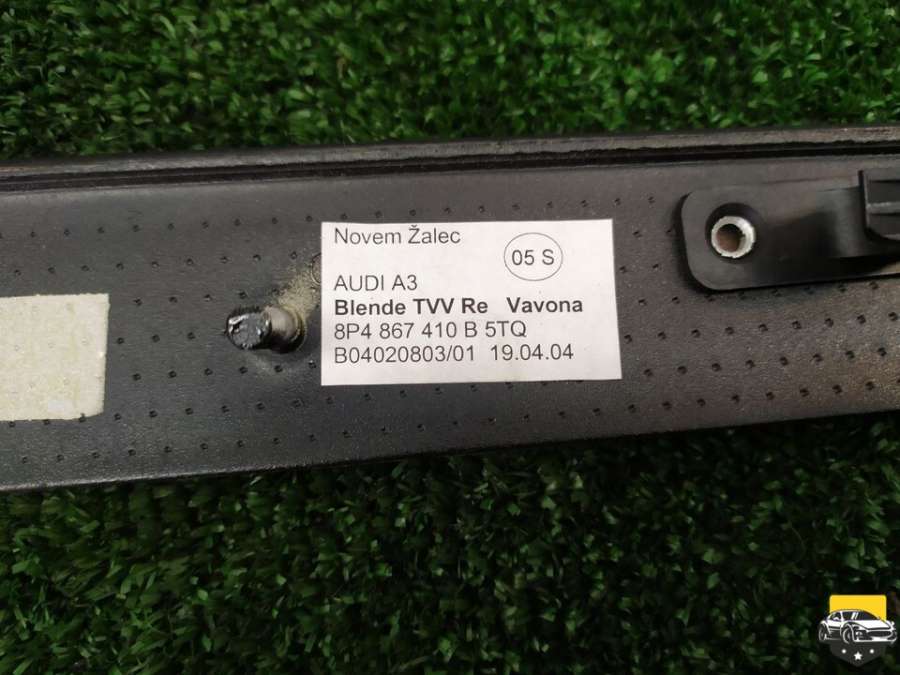 Novem Žalec
05 S
AUDI A3
Blende TVV Re Vavona
8P4 867 410 B 5TQ
B04020803/01 19.04.04